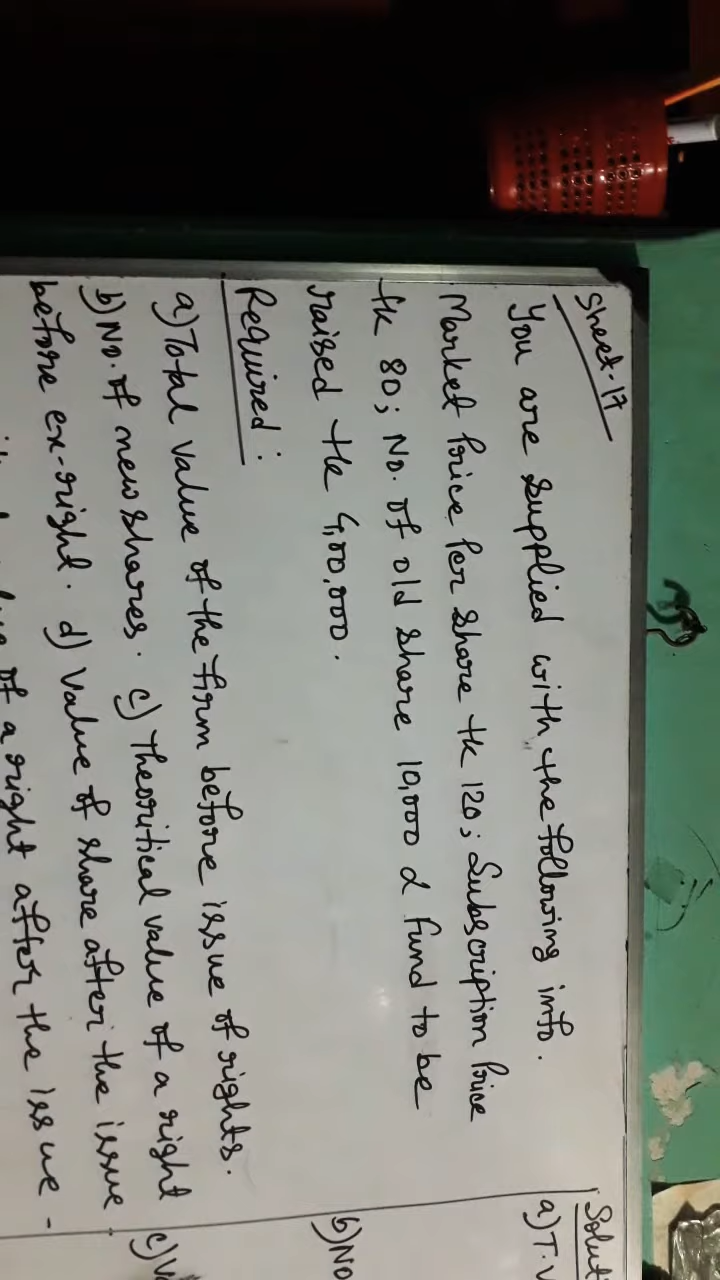 Sheet-17
You are supplied with the following info.
Market Price Per Share tk 120; Subscription Price
tk 80; No. of old share 10,000 & Fund to be
raised tk 4,00,000.
Required:
a) Total value of the firm before issue of rights.
b) No. of new shares. c) Theoritical value of a right
before ex-right. d) Value of share after the issue.
of a right after the issue -
Solut
a) T.V
b) No
c) V